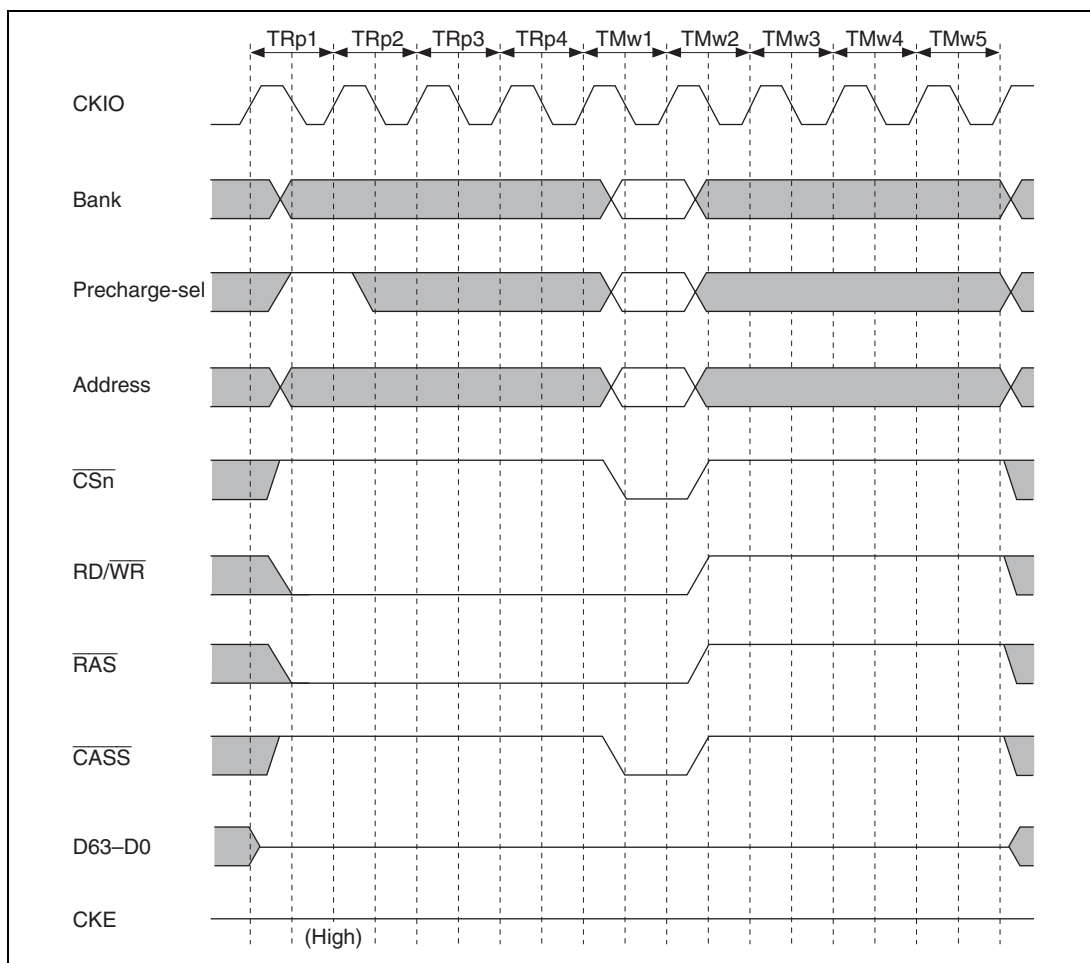 TRp1 TRp2 TRp3 TRp4 TMw1 TMw2 TMw3 TMw4 TMw5
CKIO
Bank
Precharge-sel
Address
CSn
RD/WR
RAS
CASS
D63–D0
CKE
(High)